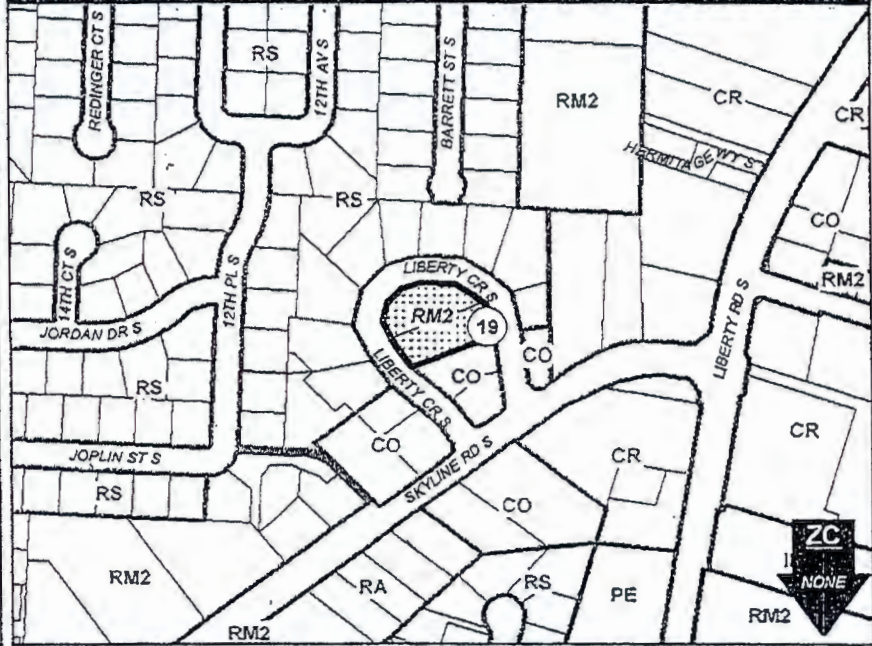 REDINGER CT S
RS
12TH AV S
BARRETT ST S
RM2
CR
CR
HERMITAGE WY S
RS
RS
CO
14TH CT S
12TH PL S
LIBERTY CR S
RM2
RM2
19
JORDAN DR S
LIBERTY RD S
CO
LIBERTY CR S
CO
RS
CO
CR
JOPLIN ST S
CR
SKYLINE RD S
RS
CO
ZC
NONE
RM2
RA
RS
PE
RM2
RM2